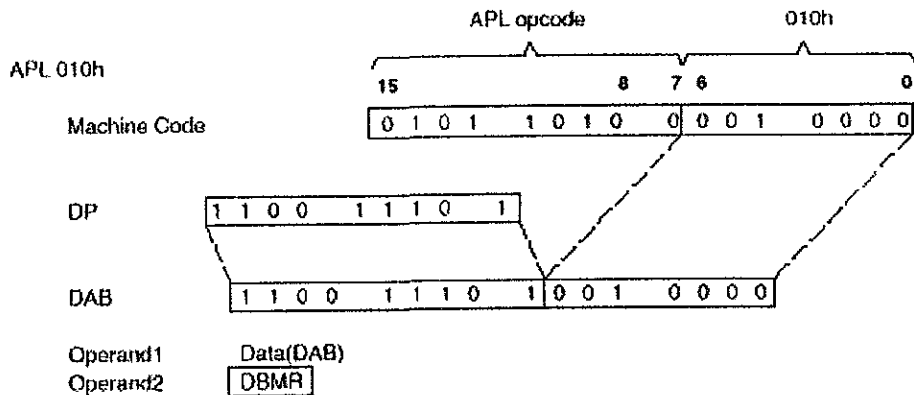 APL opcode 010h
APL 010h
15 8 7 6 0
Machine Code 0 1 0 1 1 0 1 0 0 0 0 1 0 0 0 0
DP 1 1 0 0 1 1 1 0 1
DAB 1 1 0 0 1 1 1 0 1 0 0 1 0 0 0 0
Operand1 Data(DAB)
Operand2 DBMR